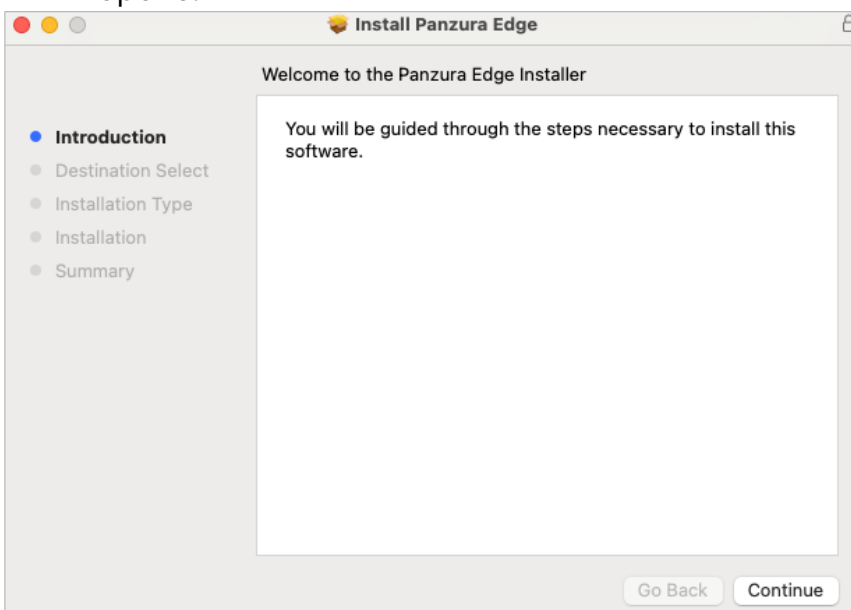 Install Panzura Edge
Welcome to the Panzura Edge Installer
Introduction
Destination Select
Installation Type
Installation
Summary
You will be guided through the steps necessary to install this
software.
Go Back
Continue